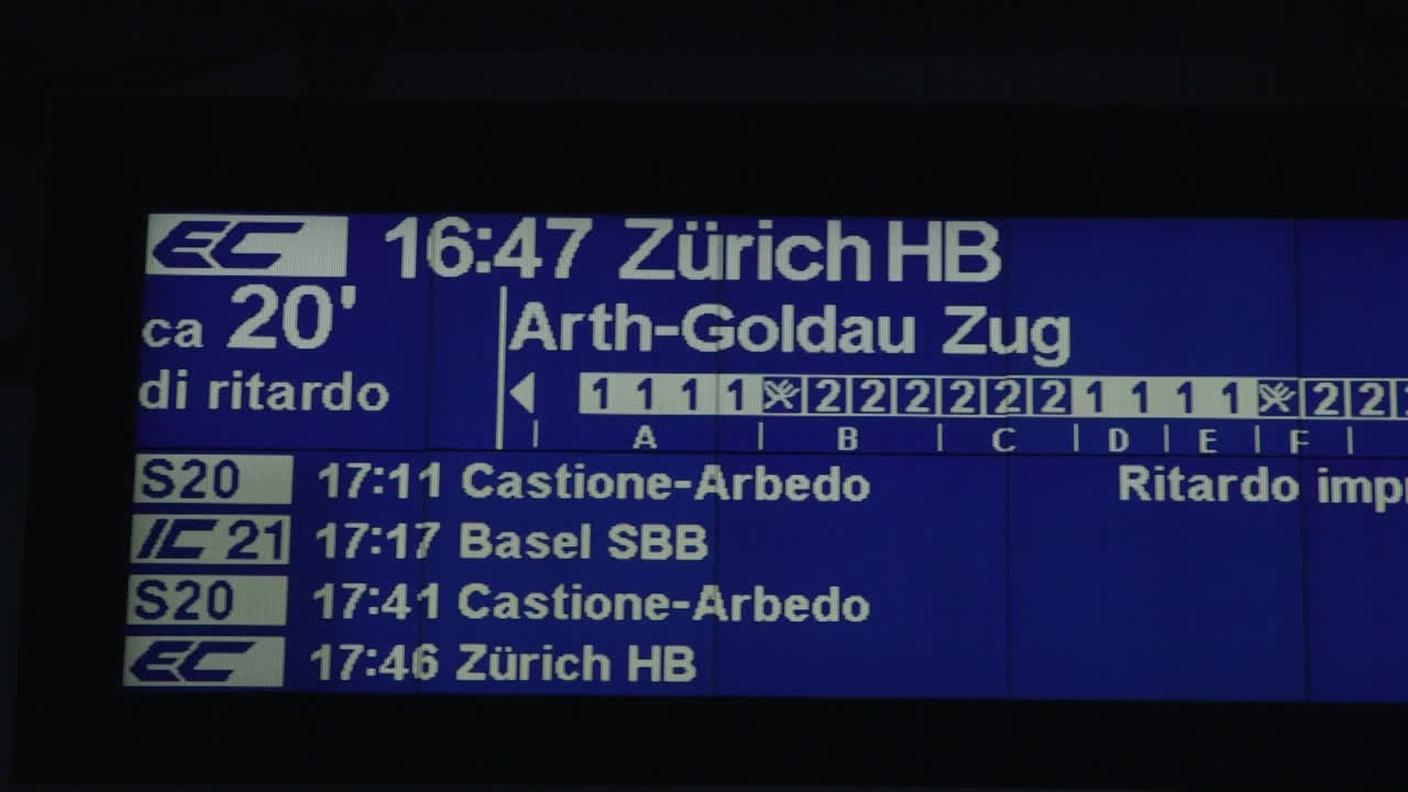 EC 16:47 Zürich HB
ca 20'
Arth-Goldau Zug
di ritardo
1 1 1 1 2 2 2 2 2 2 1 1 1 1 2 2
A B C D E F
S20 17:11 Castione-Arbedo Ritardo
IC 21 17:17 Basel SBB
S20 17:41 Castione-Arbedo
EC 17:46 Zürich HB